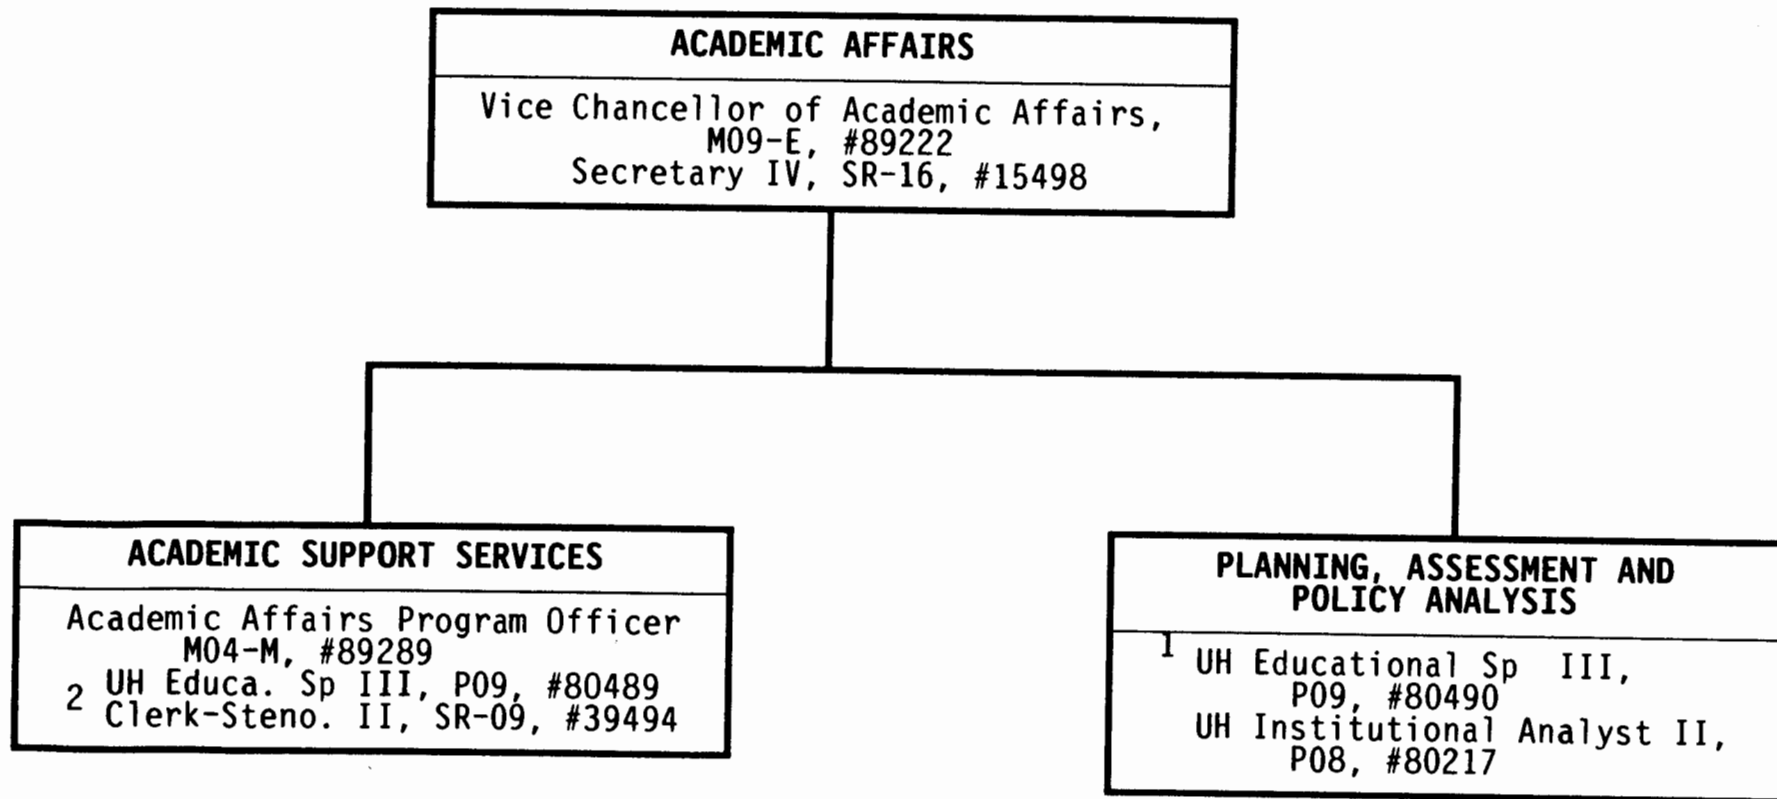 ACADEMIC AFFAIRS
Vice Chancellor of Academic Affairs,
M09-E, #89222
Secretary IV, SR-16, #15498
ACADEMIC SUPPORT SERVICES
Academic Affairs Program Officer
M04-M, #89289
UH Educa. Sp III, P09, #80489
2 Clerk-Steno. II, SR-09, #39494
PLANNING, ASSESSMENT AND
POLICY ANALYSIS
1 UH Educational Sp III,
P09, #80490
UH Institutional Analyst II,
P08, #80217